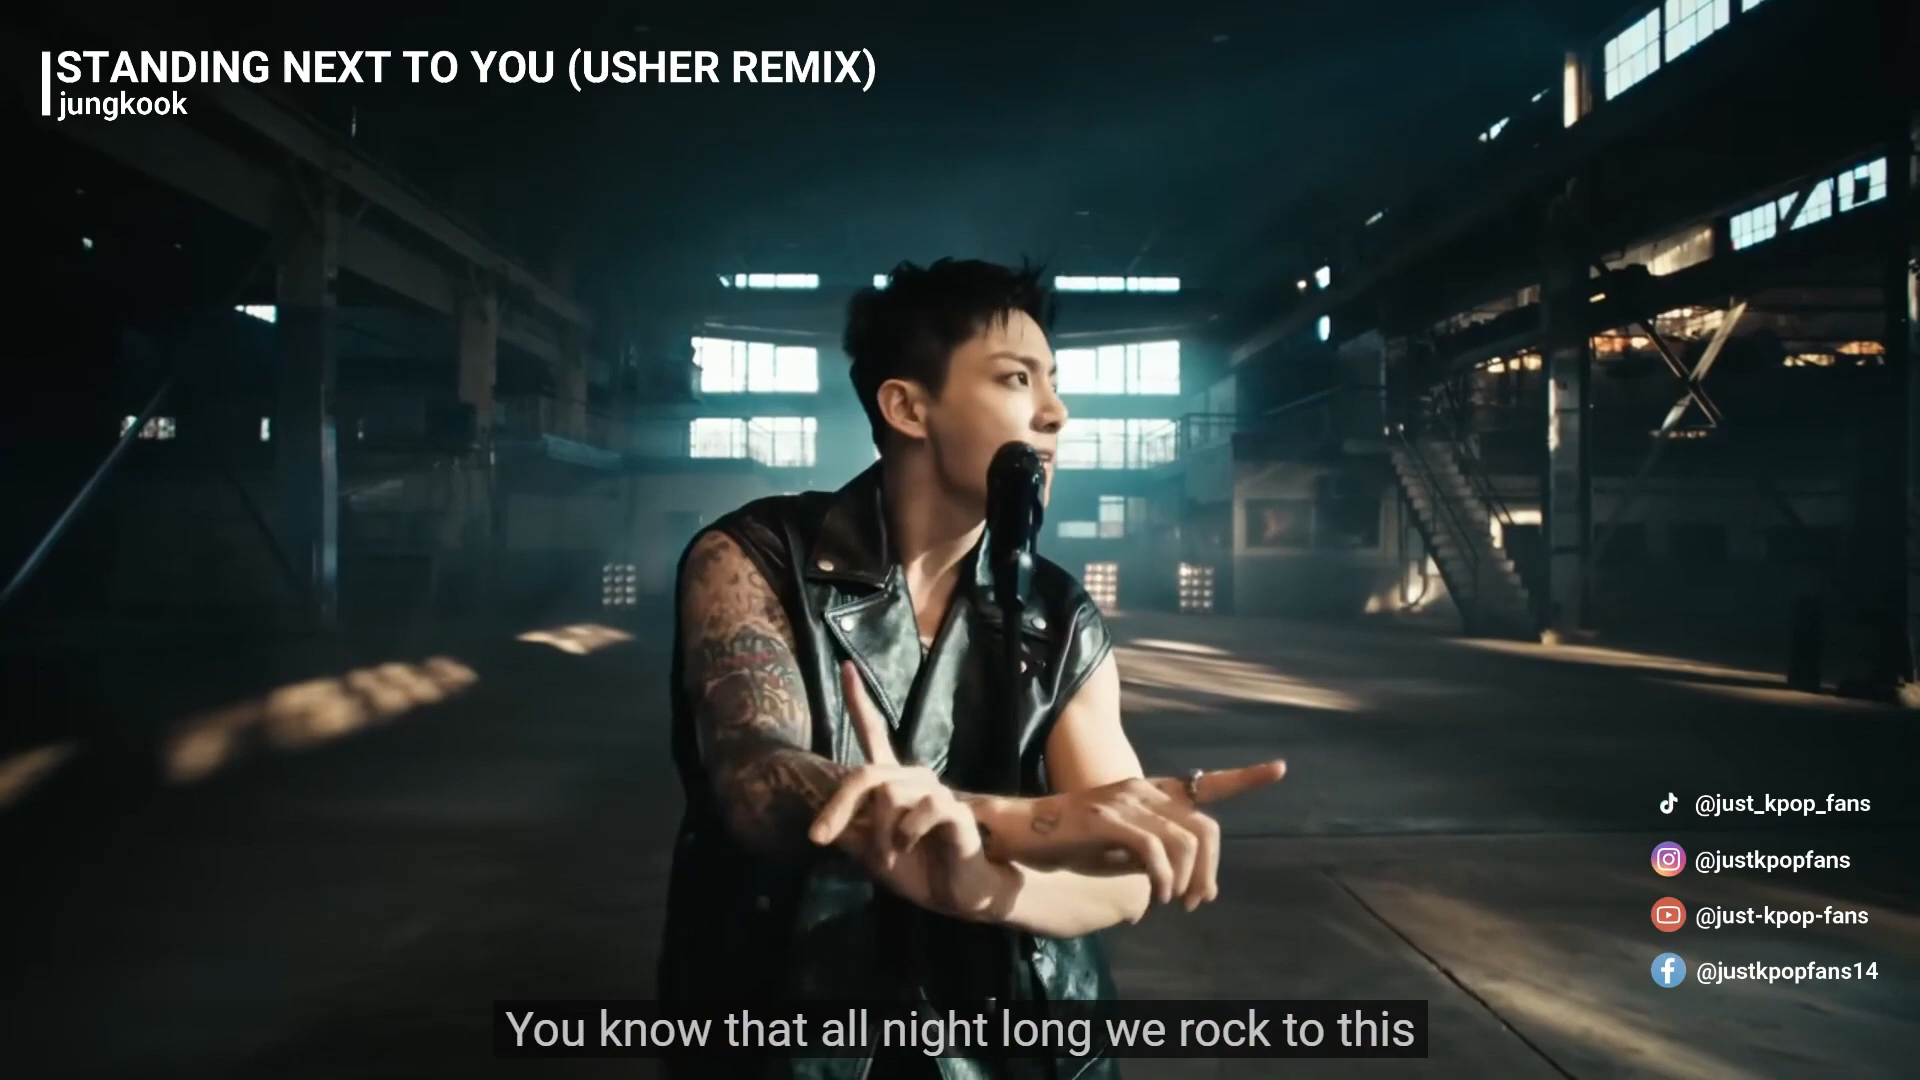 STANDING NEXT TO YOU (USHER REMIX)
jungkook
@just_kpop_fans
@justkpopfans
@just-kpop-fans
@justkpopfans14
You know that all night long we rock to this